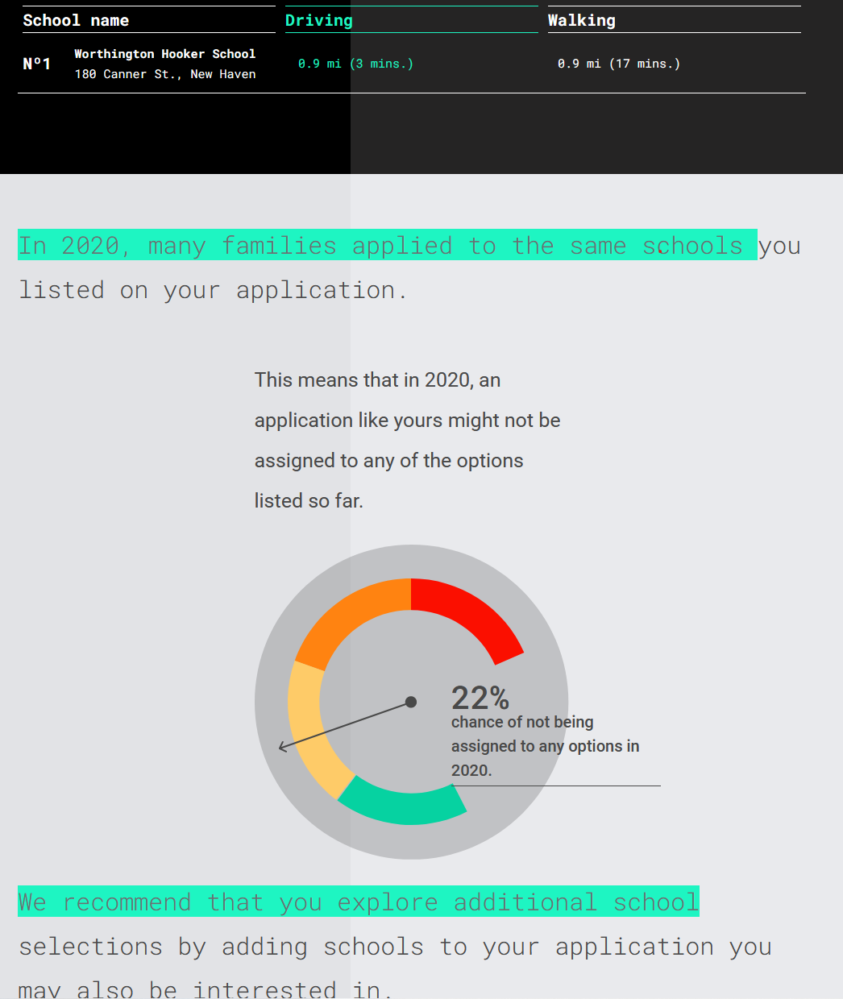 School name Driving Walking
Nº1 Worthington Hooker School 0.9 mi (3 mins.) 0.9 mi (17 mins.)
180 Canner St., New Haven
In 2020, many families applied to the same schools you
listed on your application.
This means that in 2020, an
application like yours might not be
assigned to any of the options
listed so far.
22%
chance of not being
assigned to any options in
2020.
We recommend that you explore additional school
selections by adding schools to your application you
may also be interested in.